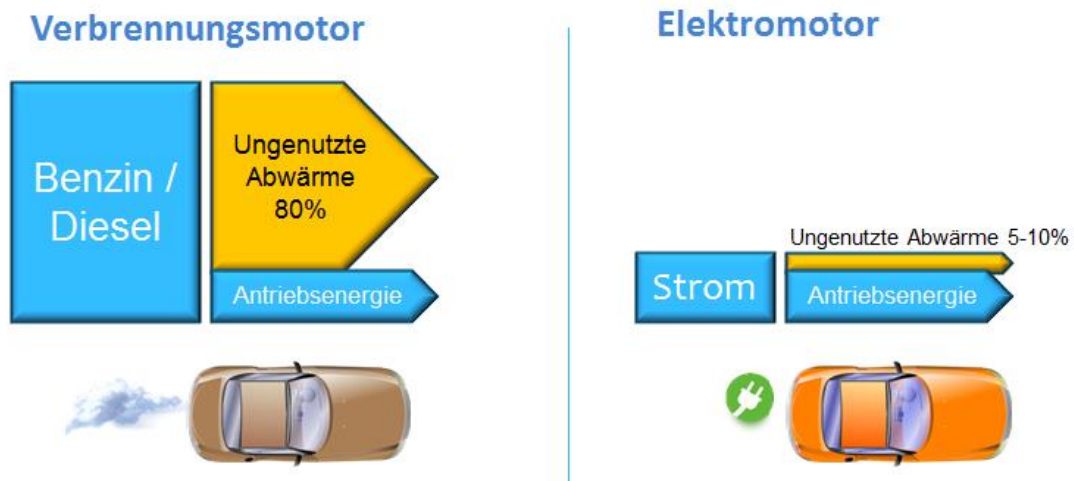 Verbrennungsmotor
Benzin /
Diesel
Ungenutzte
Abwärme
80%
Antriebsenergie
Elektromotor
Ungenutzte Abwärme 5-10%
Strom
Antriebsenergie